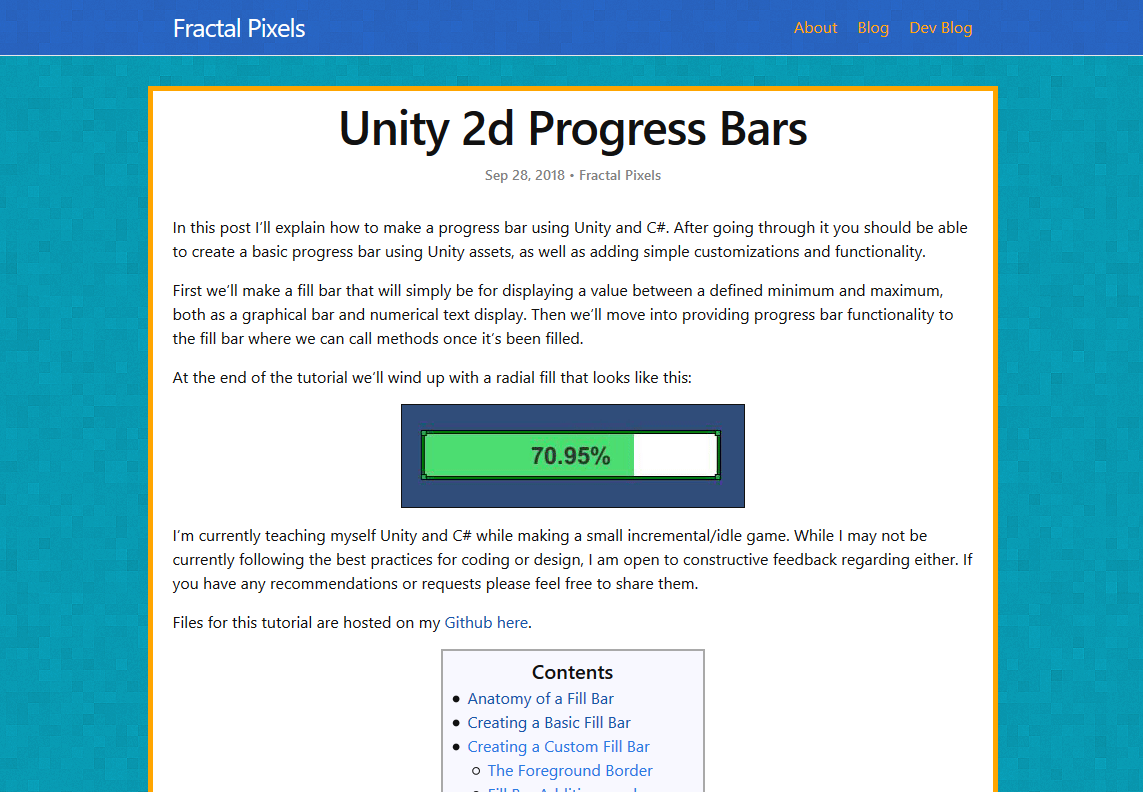 Fractal Pixels
About Blog Dev Blog
Unity 2d Progress Bars
Sep 28, 2018 • Fractal Pixels
In this post I’ll explain how to make a progress bar using Unity and C#. After going through it you should be able
to create a basic progress bar using Unity assets, as well as adding simple customizations and functionality.
First we’ll make a fill bar that will simply be for displaying a value between a defined minimum and maximum,
both as a graphical bar and numerical text display. Then we’ll move into providing progress bar functionality to
the fill bar where we can call methods once it’s been filled.
At the end of the tutorial we’ll wind up with a radial fill that looks like this:
70.95%
I’m currently teaching myself Unity and C# while making a small incremental/idle game. While I may not be
currently following the best practices for coding or design, I am open to constructive feedback regarding either. If
you have any recommendations or requests please feel free to share them.
Files for this tutorial are hosted on my Github here.
Contents
Anatomy of a Fill Bar
Creating a Basic Fill Bar
Creating a Custom Fill Bar
The Foreground Border